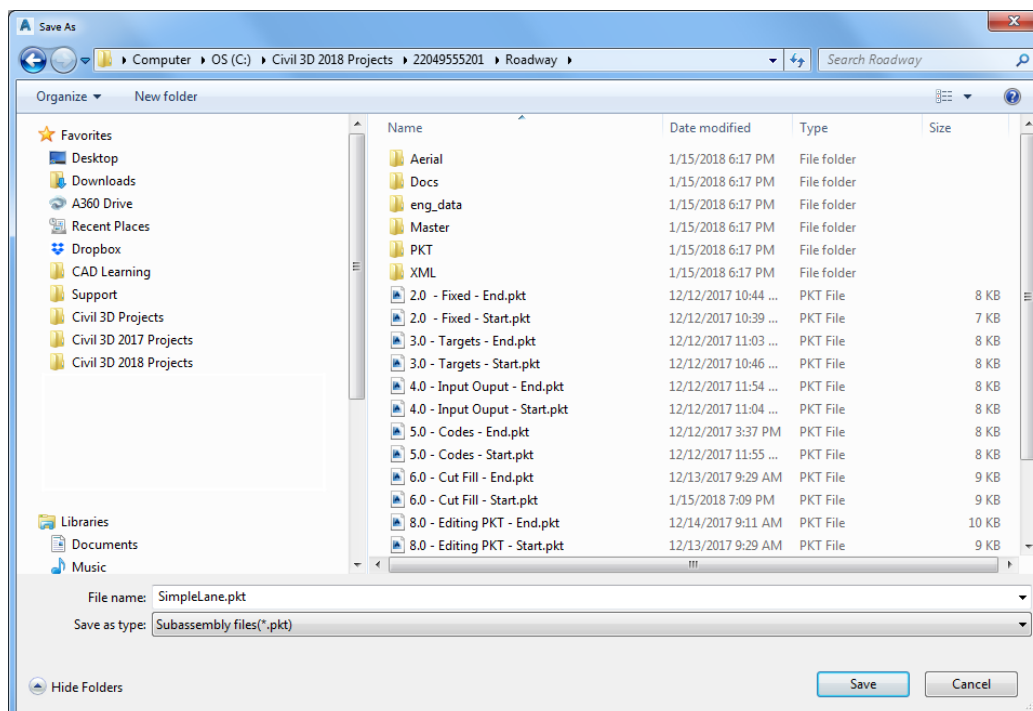 Save As
Computer OS (C:) Civil 3D 2018 Projects 22049555201 Roadway Search Roadway
Organize New folder
Favorites
Desktop
Downloads
A360 Drive
Recent Places
Dropbox
CAD Learning
Support
Civil 3D Projects
Civil 3D 2017 Projects
Civil 3D 2018 Projects
Libraries
Documents
Music
Name Date modified Type Size
Aerial 1/15/2018 6:17 PM File folder
Docs 1/15/2018 6:17 PM File folder
eng_data 1/15/2018 6:17 PM File folder
Master 1/15/2018 6:17 PM File folder
PKT 1/15/2018 6:17 PM File folder
XML 1/15/2018 6:17 PM File folder
2.0 - Fixed - End.pkt 12/12/2017 10:44 ... PKT File 8 KB
2.0 - Fixed - Start.pkt 12/12/2017 10:39 ... PKT File 7 KB
3.0 - Targets - End.pkt 12/12/2017 11:03 ... PKT File 8 KB
3.0 - Targets - Start.pkt 12/12/2017 10:46 ... PKT File 8 KB
4.0 - Input Ouput - End.pkt 12/12/2017 11:54 ... PKT File 8 KB
4.0 - Input Ouput - Start.pkt 12/12/2017 11:04 ... PKT File 8 KB
5.0 - Codes - End.pkt 12/12/2017 3:37 PM PKT File 8 KB
5.0 - Codes - Start.pkt 12/12/2017 11:55 ... PKT File 8 KB
6.0 - Cut Fill - End.pkt 12/13/2017 9:29 AM PKT File 9 KB
6.0 - Cut Fill - Start.pkt 1/15/2018 7:09 PM PKT File 9 KB
8.0 - Editing PKT - End.pkt 12/14/2017 9:11 AM PKT File 10 KB
8.0 - Editing PKT - Start.pkt 12/13/2017 9:29 AM PKT File 9 KB
File name: SimpleLane.pkt
Save as type: Subassembly files(*.pkt)
Hide Folders Save Cancel